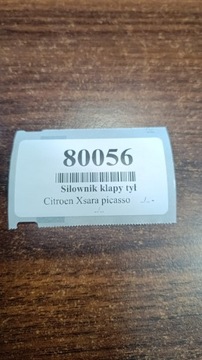 80056
Siłownik klapy tył
Citroen Xsara picasso